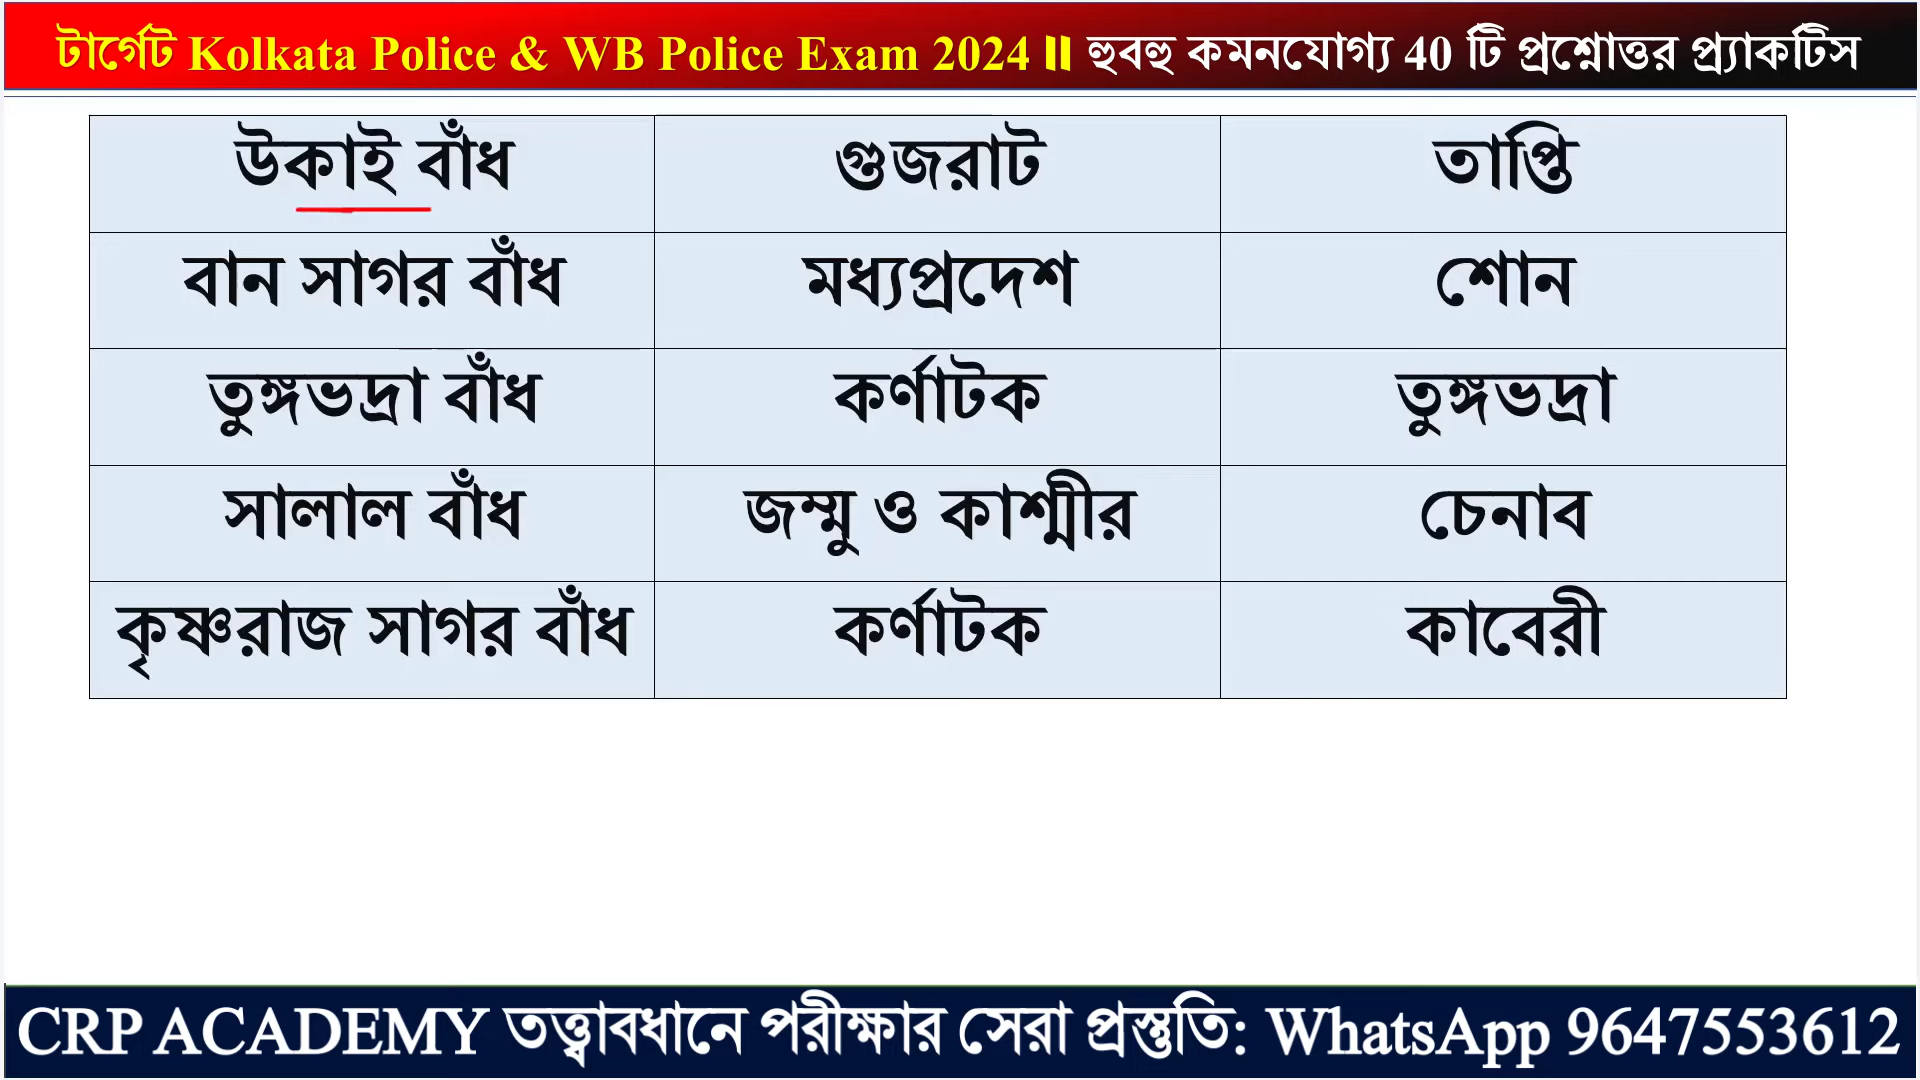 টার্গেট Kolkata Police & WB Police Exam 2024 ॥ হুবহু কমনযোগ্য 40 টি প্রশ্নোত্তর প্র্যাকটিস
উকাই বাঁধ গুজরাট তাপ্তি
বান সাগর বাঁধ মধ্যপ্রদেশ শোন
তুঙ্গভদ্রা বাঁধ কর্ণাটক তুঙ্গভদ্রা
সালাল বাঁধ জম্মু ও কাশ্মীর চেনাব
কৃষ্ণরাজ সাগর বাঁধ কর্ণাটক কাবেরী
CRP ACADEMY তত্ত্বাবধানে পরীক্ষার সেরা প্রস্তুতি: WhatsApp 9647553612